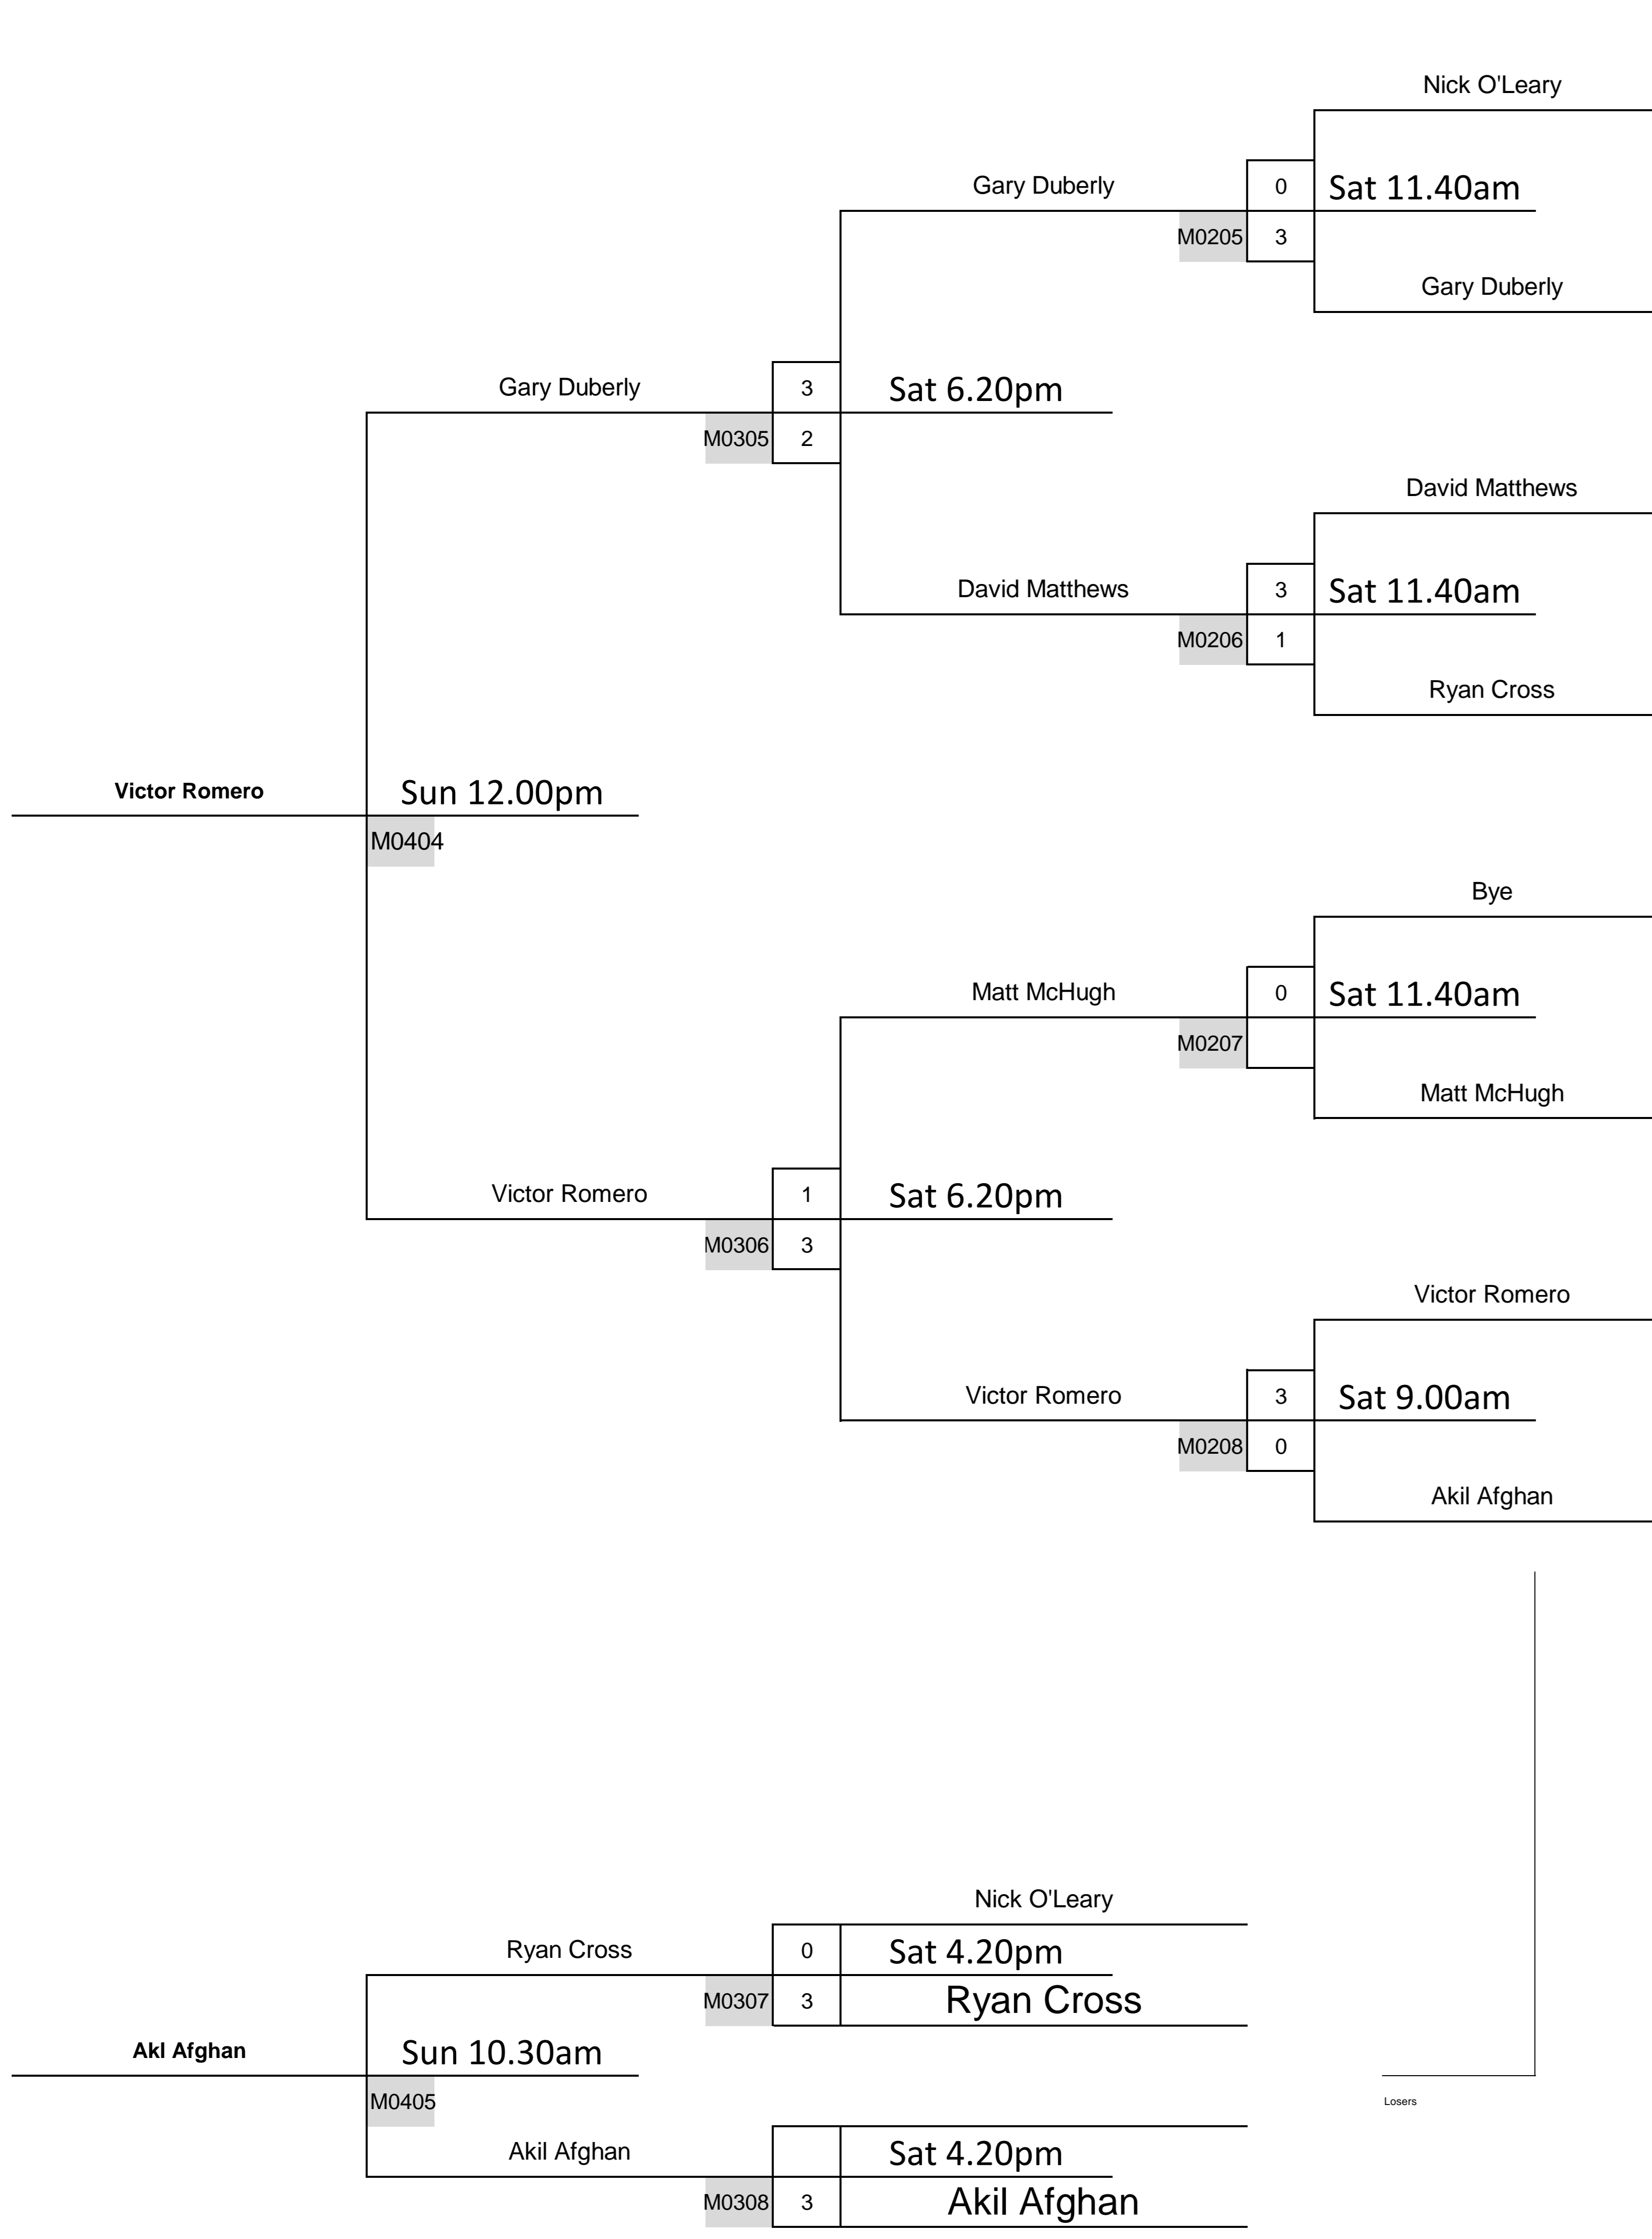 Nick O'Leary
Gary Duberly
0
Sat 11.40am
M0205
3
Gary Duberly
Gary Duberly
3
Sat 6.20pm
M0305
2
David Matthews
David Matthews
3
Sat 11.40am
M0206
1
Ryan Cross
Victor Romero
Sun 12.00pm
M0404
Bye
Matt McHugh
0
Sat 11.40am
M0207
Matt McHugh
Victor Romero
1
Sat 6.20pm
M0306
3
Victor Romero
Victor Romero
3
Sat 9.00am
M0208
0
Akil Afghan
Nick O'Leary
Ryan Cross
0
Sat 4.20pm
M0307
3
Ryan Cross
Akl Afghan
Sun 10.30am
M0405
Losers
Akil Afghan
Sat 4.20pm
M0308
3
Akil Afghan